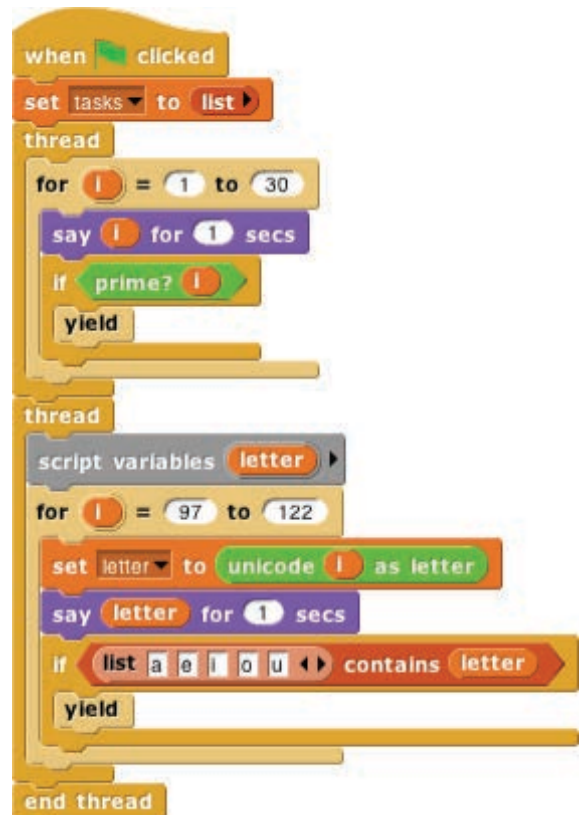 when clicked
set tasks to list
thread
for i = 1 to 30
say i for 1 secs
if prime? i
yield
thread
script variables letter
for i = 97 to 122
set letter to unicode i as letter
say letter for 1 secs
if list a e i o u contains letter
yield
end thread